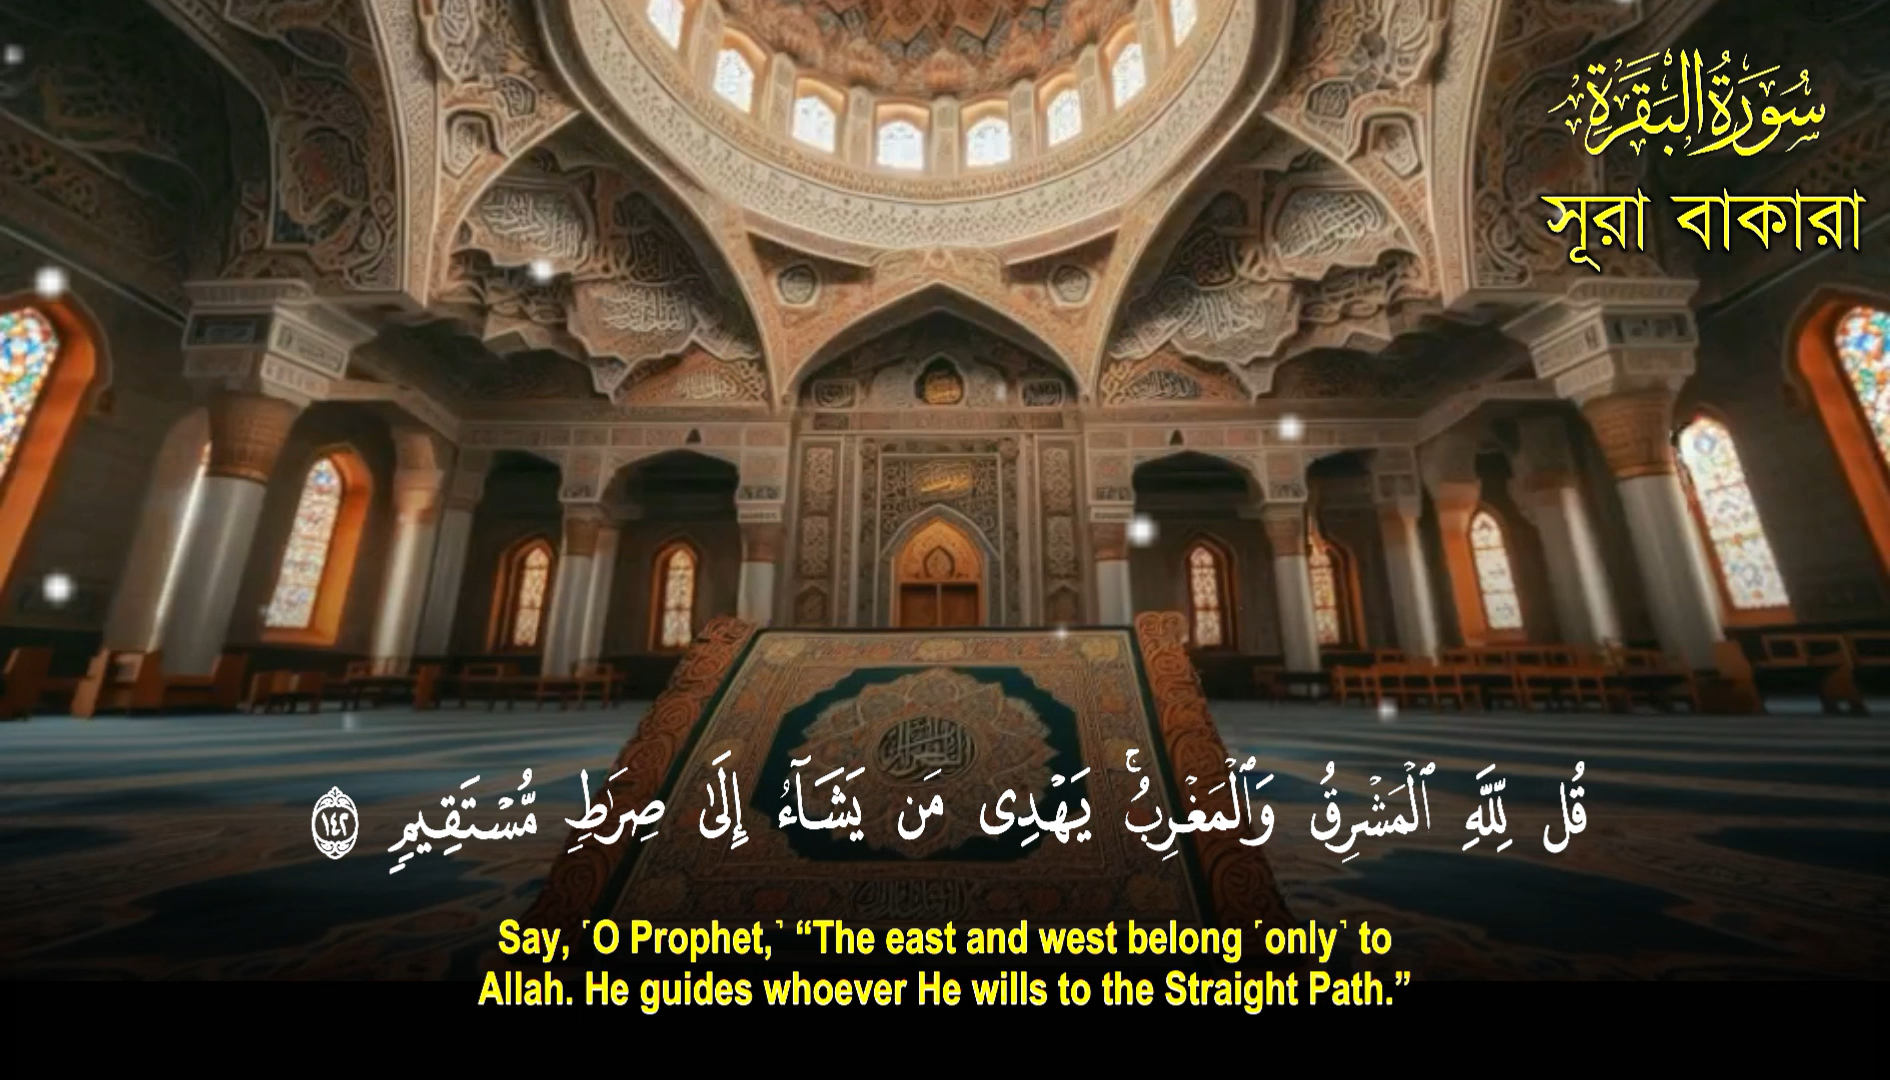 سُورَةُ البَقَرَةِ
সূরা বাকারা
قُل لِّلَّهِ ٱلْمَشْرِقُ وَٱلْمَغْرِبُ ۚ يَهْدِى مَن يَشَآءُ إِلَىٰ صِرَٰطٍ مُّسْتَقِيمٍ ١٤٢
Say, ˹O Prophet,˺ “The east and west belong ˹only˺ to
Allah. He guides whoever He wills to the Straight Path.”